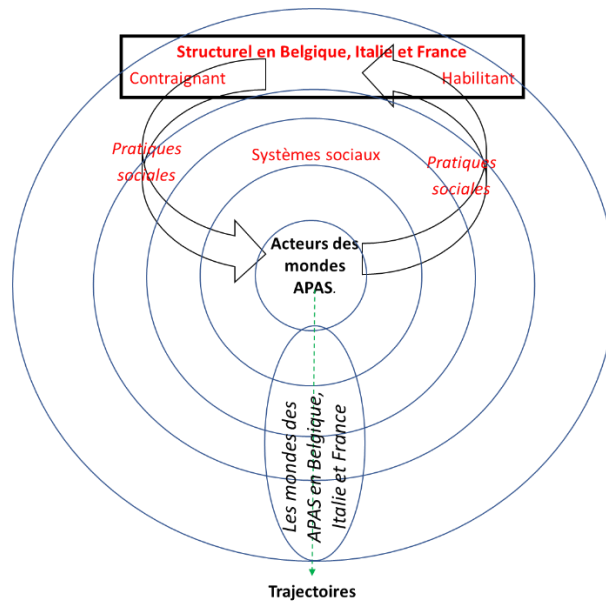 Structurel en Belgique, Italie et France
Contraignant
Habilitant
Pratiques
sociales
Systèmes sociaux
Pratiques
sociales
Acteurs des
mondes
APAS.
Les mondes des
APAS en Belgique,
Italie et France
Trajectoires